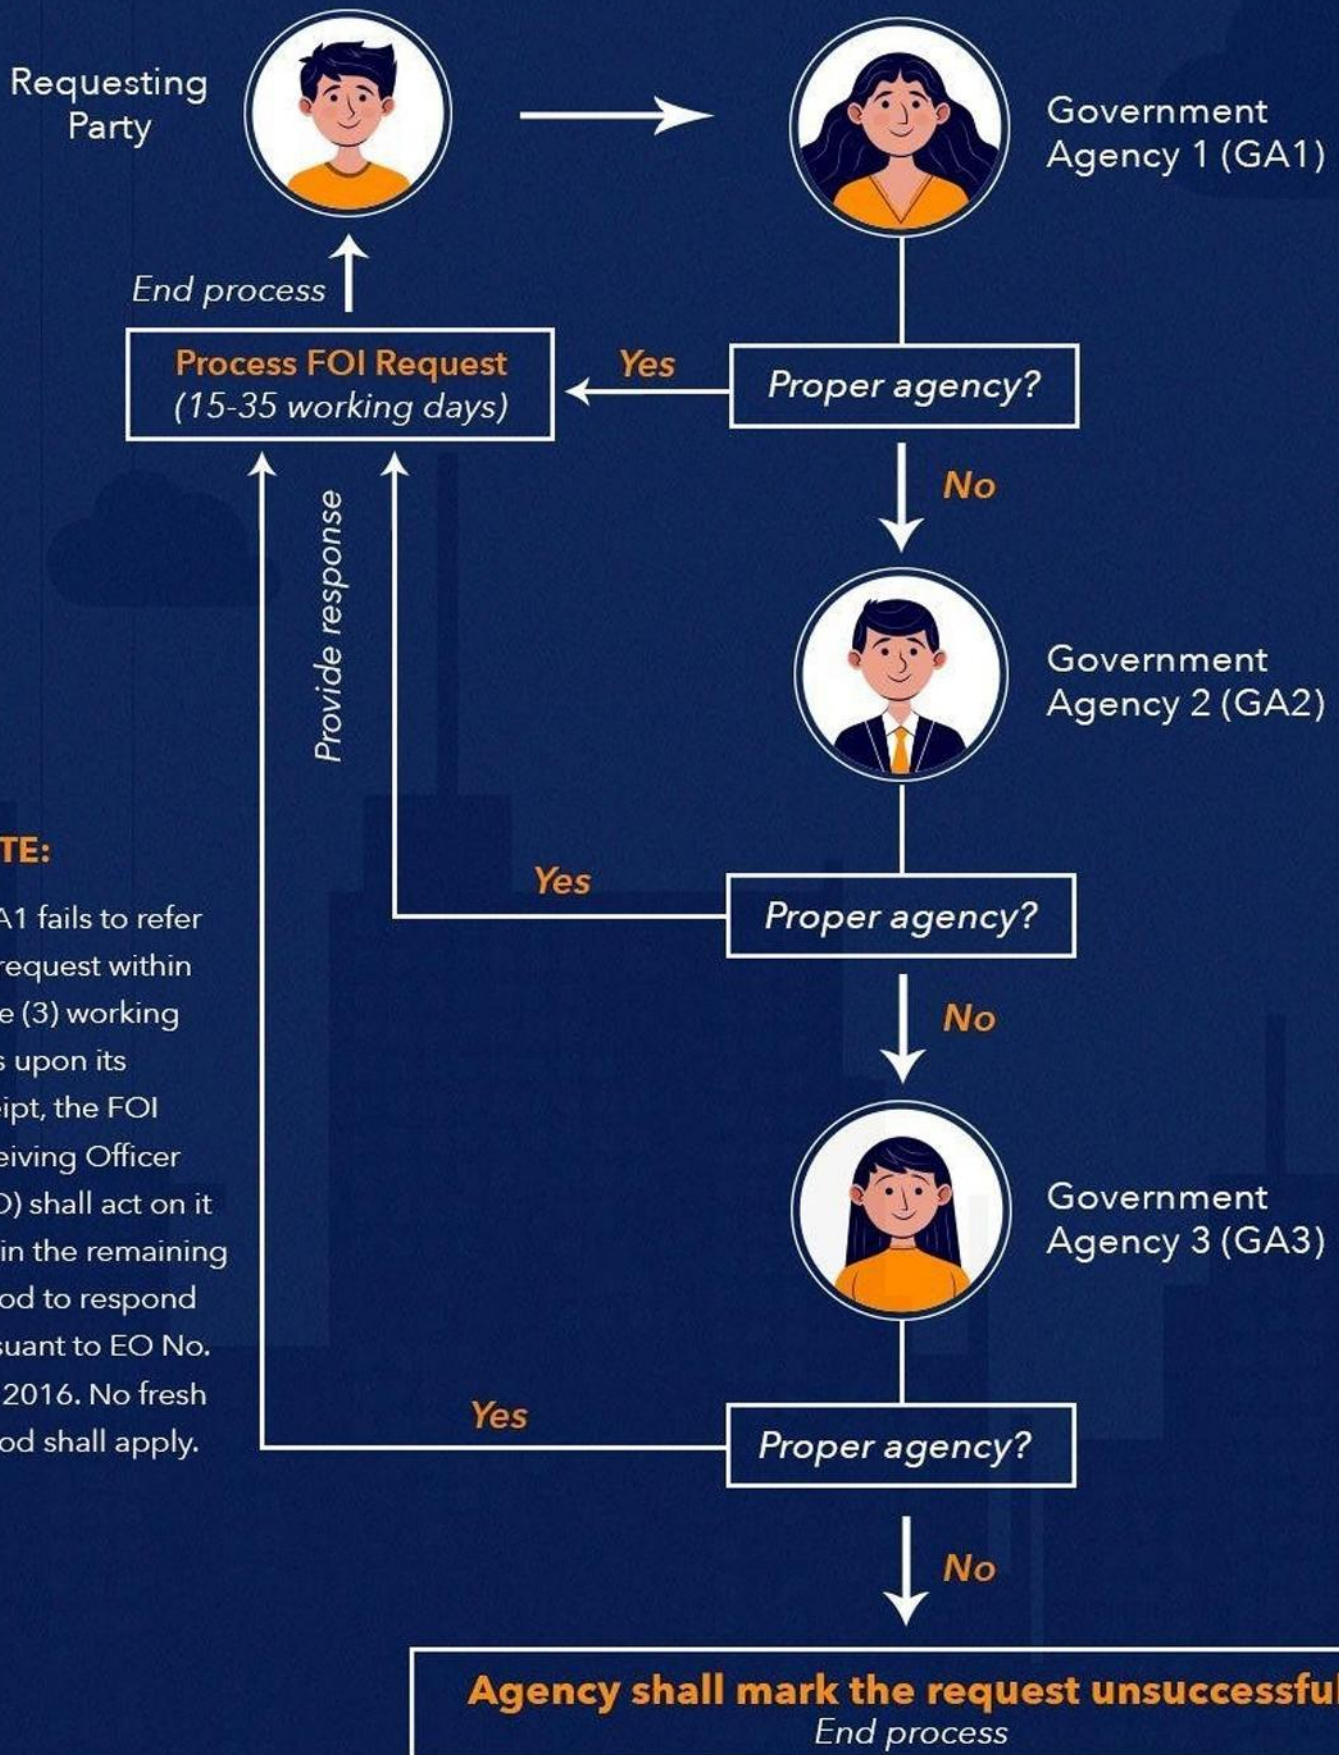 Requesting
Party
Government
Agency 1 (GA1)
End process
Process FOI Request
(15-35 working days)
Yes
Proper agency?
No
Provide response
Government
Agency 2 (GA2)
Yes
Proper agency?
No
TE:
A1 fails to refer
request within
e (3) working
s upon its
ipt, the FOI
eiving Officer
O) shall act on it
in the remaining
od to respond
suant to EO No.
2016. No fresh
od shall apply.
Government
Agency 3 (GA3)
Yes
Proper agency?
No
Agency shall mark the request unsuccessful
End process